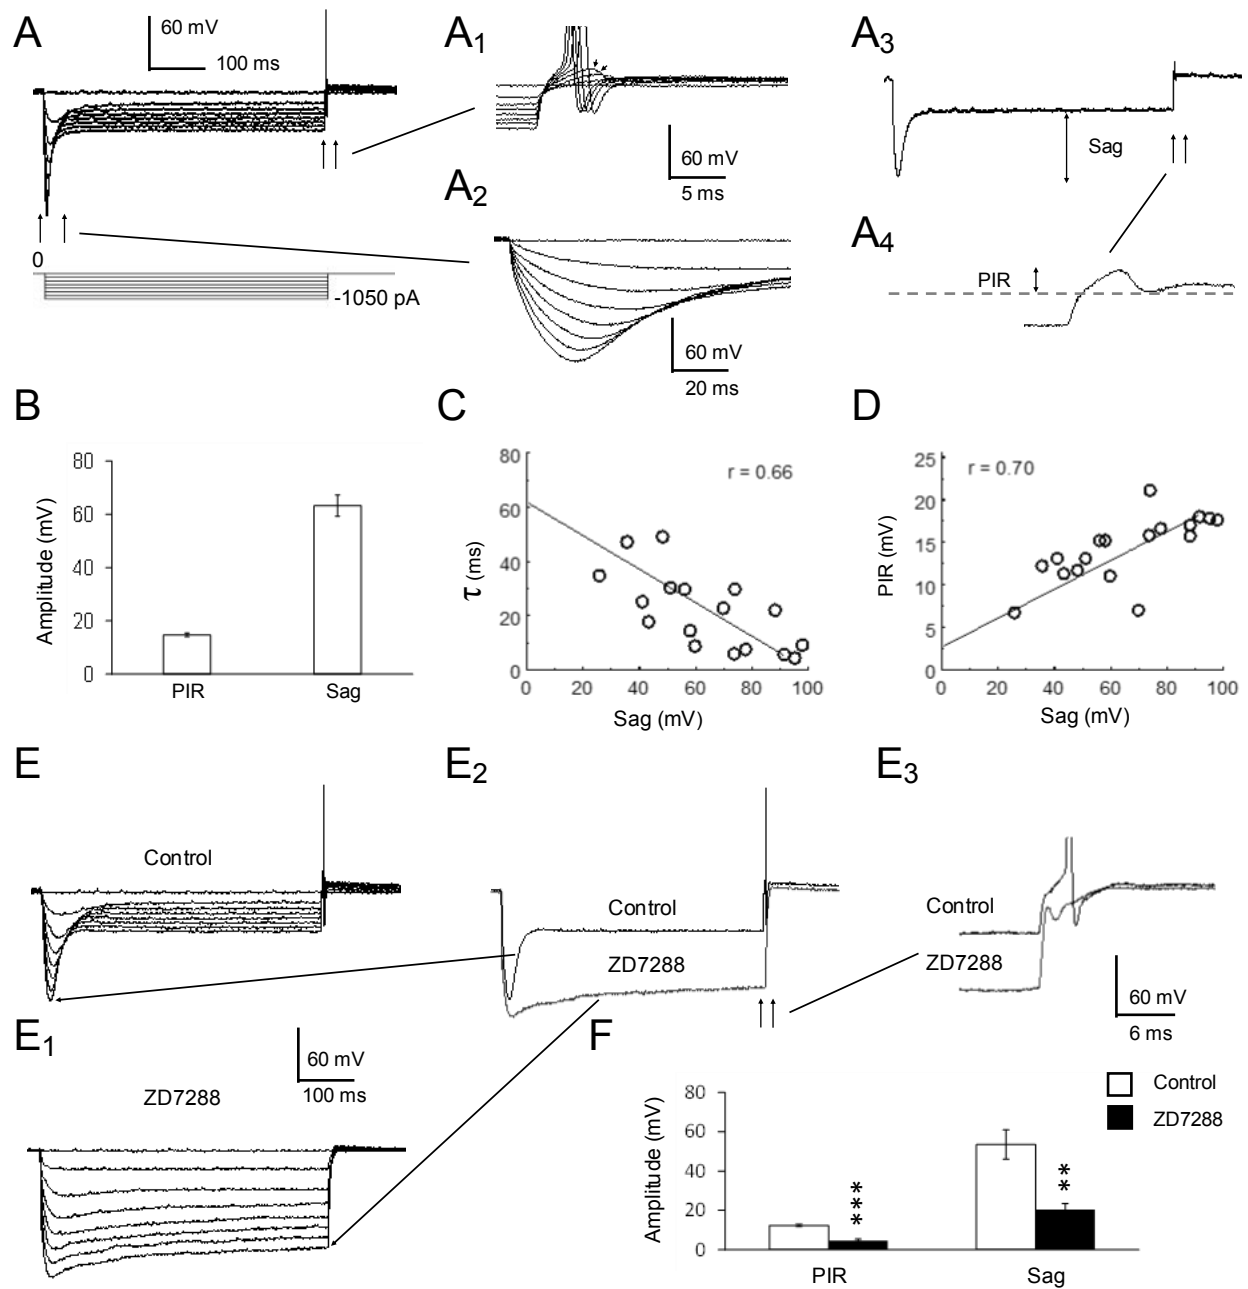 A
60 mV
100 ms
0
-1050 pA
A1
60 mV
5 ms
A2
60 mV
20 ms
A3
Sag
A4
PIR
B
Amplitude (mV)
80
60
40
20
0
PIR
Sag
C
τ (ms)
80
60
40
20
0
r = 0.66
0 20 40 60 80 100
Sag (mV)
D
PIR (mV)
25
20
15
10
5
r = 0.70
0 20 40 60 80 100
Sag (mV)
E
Control
E2
Control
ZD7288
E3
Control
ZD7288
60 mV
6 ms
E1
60 mV
100 ms
ZD7288
F
Control
ZD7288
Amplitude (mV)
80
60
40
20
0
***
**
PIR
Sag